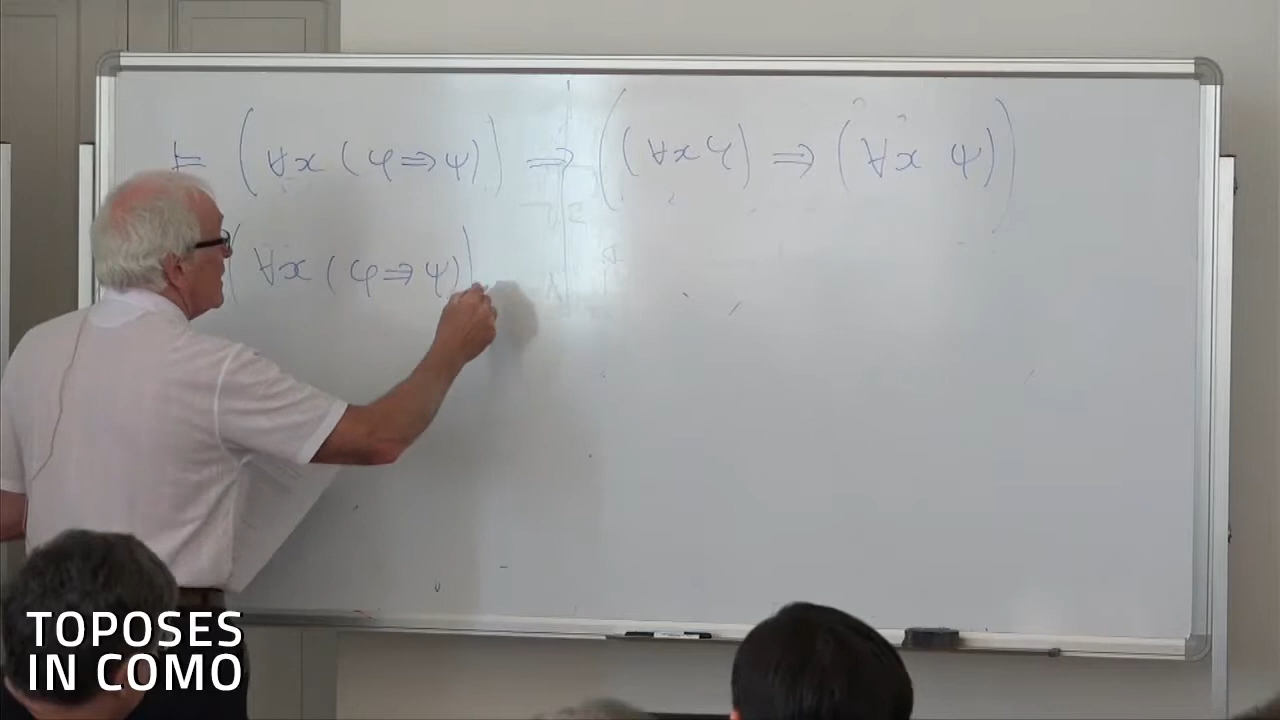 ⊨ (∀x (φ ⇒ ψ)) ⇒ ((∀x φ) ⇒ (∀x ψ))
(∀x (φ ⇒ ψ)
TOPOSES
IN COMO